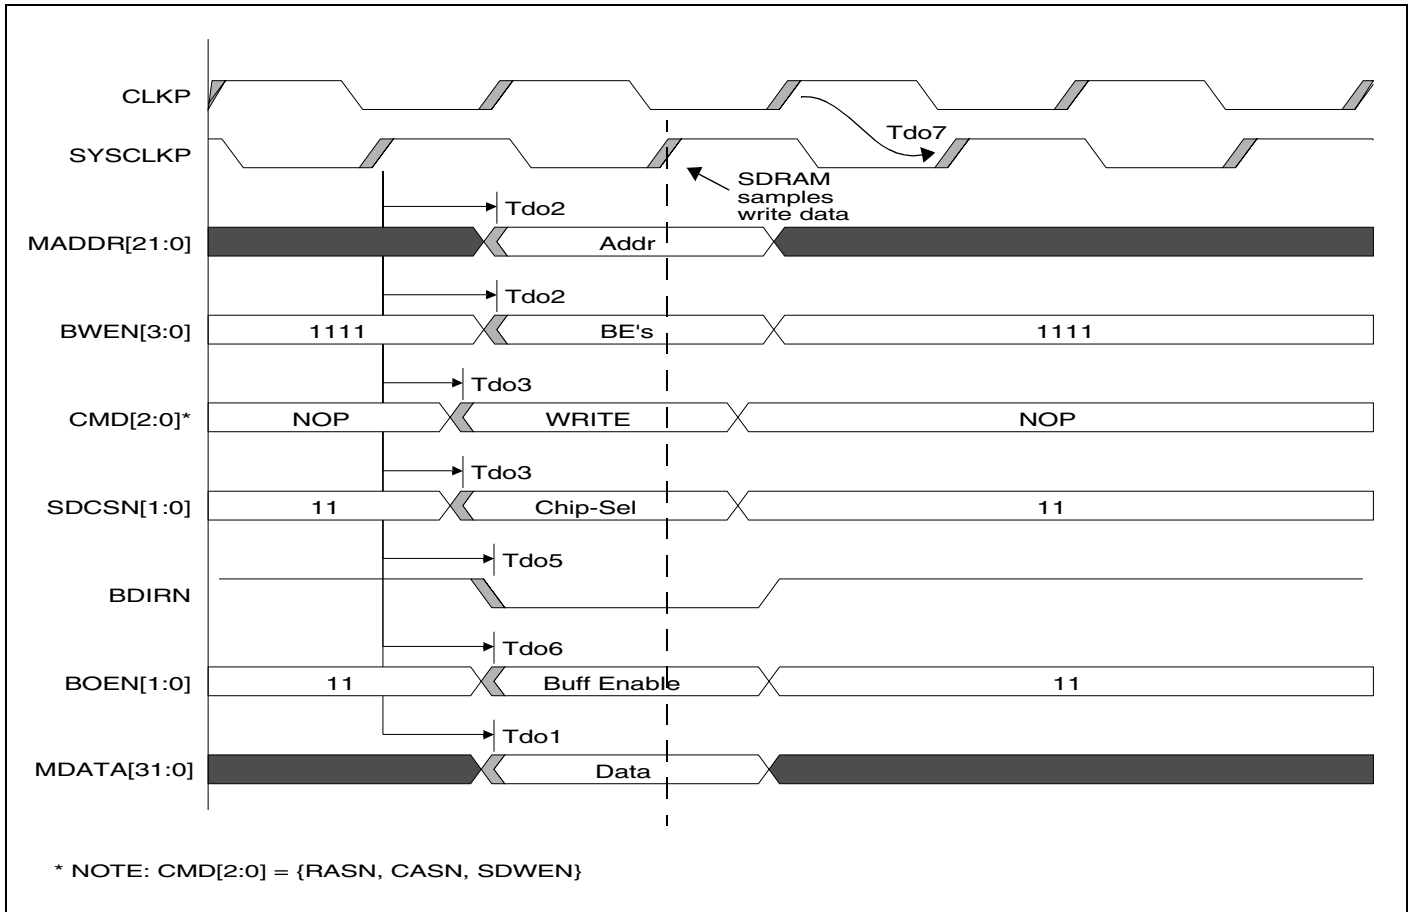 CLKP
SYSCLKP
Tdo7
SDRAM
samples
write data
Tdo2
MADDR[21:0]
Addr
Tdo2
BWEN[3:0]
1111
BE's
1111
Tdo3
CMD[2:0]*
NOP
WRITE
NOP
Tdo3
SDCSN[1:0]
11
Chip-Sel
11
Tdo5
BDIRN
Tdo6
BOEN[1:0]
11
Buff Enable
11
Tdo1
MDATA[31:0]
Data
* NOTE: CMD[2:0] = {RASN, CASN, SDWEN}